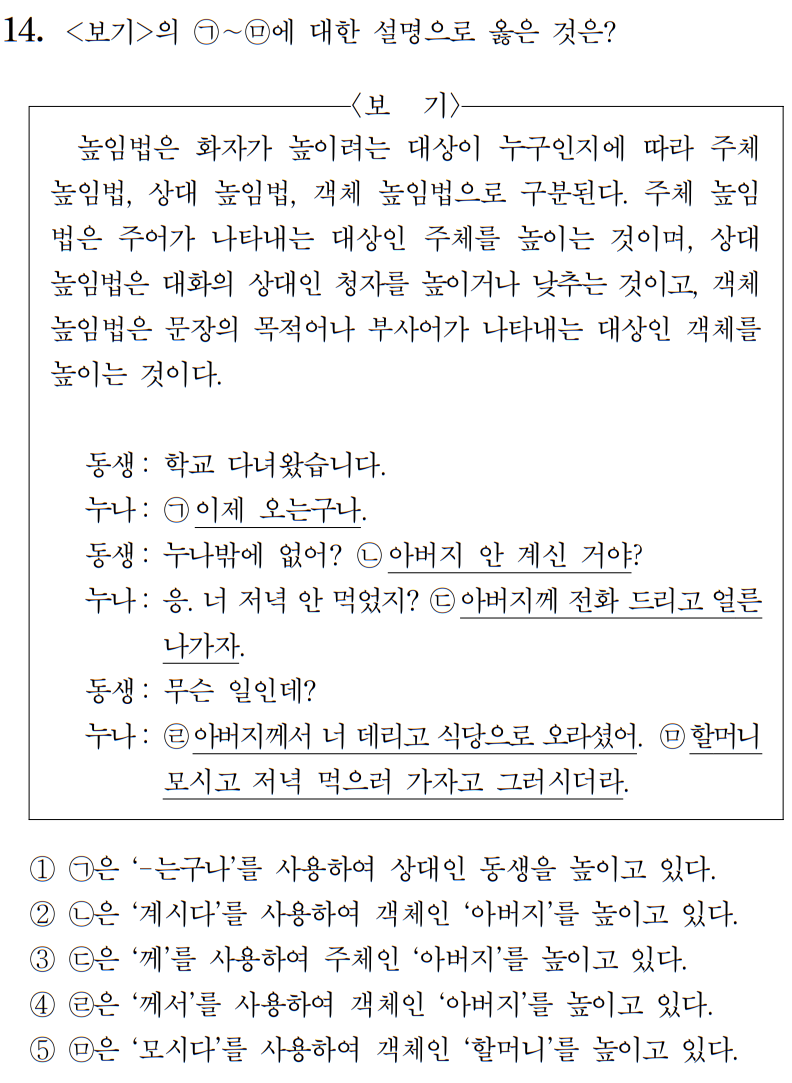 14. <보기>의 ㉠~㉤에 대한 설명으로 옳은 것은?
〈보 기〉
높임법은 화자가 높이려는 대상이 누구인지에 따라 주체
높임법, 상대 높임법, 객체 높임법으로 구분된다. 주체 높임
법은 주어가 나타내는 대상인 주체를 높이는 것이며, 상대
높임법은 대화의 상대인 청자를 높이거나 낮추는 것이고, 객체
높임법은 문장의 목적어나 부사어가 나타내는 대상인 객체를
높이는 것이다.
동생 : 학교 다녀왔습니다.
누나 : ㉠ 이제 오는구나.
동생 : 누나밖에 없어? ㉡ 아버지 안 계신 거야?
누나 : 응. 너 저녁 안 먹었지? ㉢ 아버지께 전화 드리고 얼른
나가자.
동생 : 무슨 일인데?
누나 : ㉣ 아버지께서 너 데리고 식당으로 오라셨어. ㉤ 할머니
모시고 저녁 먹으러 가자고 그러시더라.
① ㉠은 ‘-는구나’를 사용하여 상대인 동생을 높이고 있다.
② ㉡은 ‘계시다’를 사용하여 객체인 ‘아버지’를 높이고 있다.
③ ㉢은 ‘께’를 사용하여 주체인 ‘아버지’를 높이고 있다.
④ ㉣은 ‘께서’를 사용하여 객체인 ‘아버지’를 높이고 있다.
⑤ ㉤은 ‘모시다’를 사용하여 객체인 ‘할머니’를 높이고 있다.